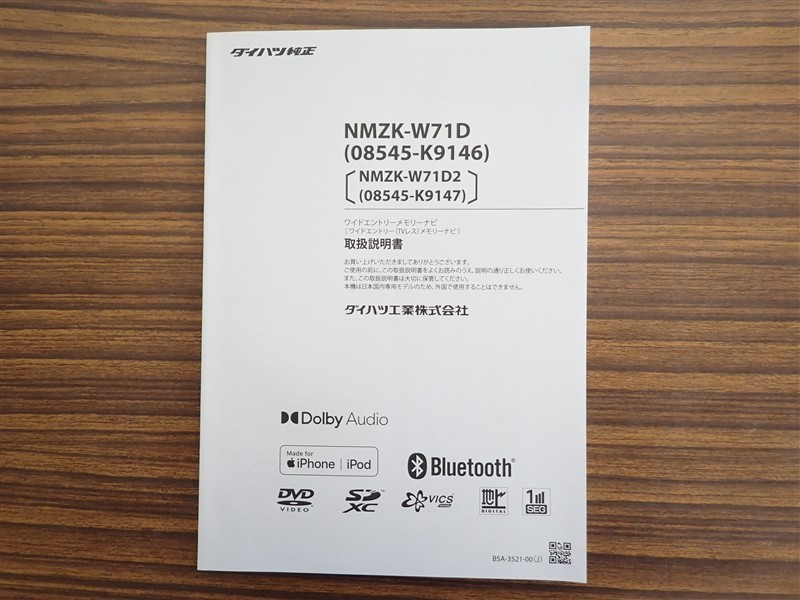 ダイハツ純正
NMZK-W71D
(08545-K9146)
NMZK-W71D2
(08545-K9147)
ワイドエントリーメモリーナビ
[ワイドエントリー(TVレス)メモリーナビ]
取扱説明書
お買い上げいただきましてありがとうございます。
ご使用の前に、この取扱説明書をよくお読みのうえ、説明の通り正しくお使いください。
また、この取扱説明書は大切に保管してください。
本機は日本国内専用モデルのため、外国で使用することはできません。
ダイハツ工業株式会社
Dolby Audio
Made for
iPhone | iPod
Bluetooth®
DVD VIDEO
SD XC
VICS
地デジ DIGITAL
1SEG
B5A-3521-00(J)